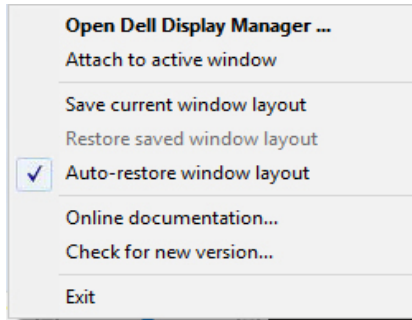 Open Dell Display Manager ...
Attach to active window
Save current window layout
Restore saved window layout
Auto-restore window layout
Online documentation...
Check for new version...
Exit